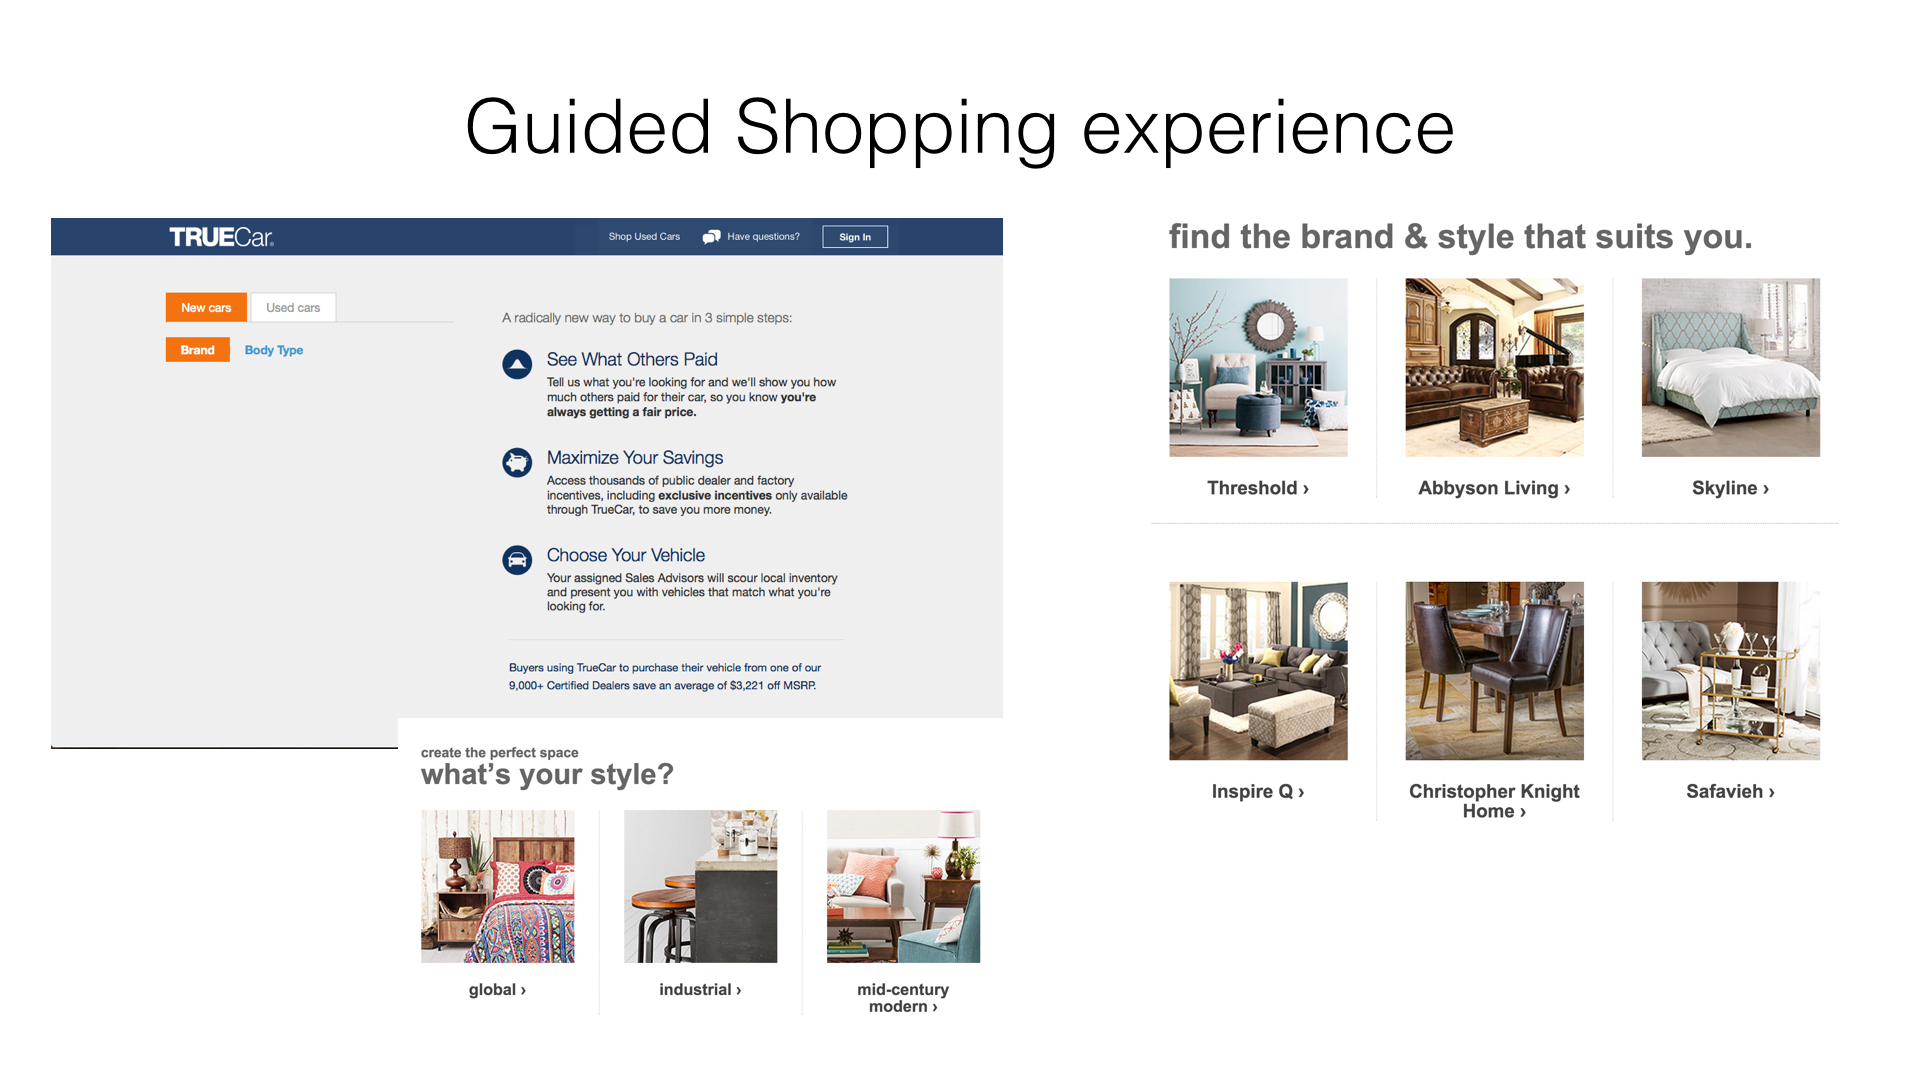 Guided Shopping experience
TRUECar.
Shop Used Cars
Have questions?
Sign In
New cars
Used cars
Brand
Body Type
A radically new way to buy a car in 3 simple steps:
See What Others Paid
Tell us what you're looking for and we'll show you how
much others paid for their car, so you know you're
always getting a fair price.
Maximize Your Savings
Access thousands of public dealer and factory
incentives, including exclusive incentives only available
through TrueCar, to save you more money.
Choose Your Vehicle
Your assigned Sales Advisors will scour local inventory
and present you with vehicles that match what you're
looking for.
Buyers using TrueCar to purchase their vehicle from one of our
9,000+ Certified Dealers save an average of $3,221 off MSRP.
create the perfect space
what's your style?
global ›
industrial ›
mid-century
modern ›
find the brand & style that suits you.
Threshold ›
Abbyson Living ›
Skyline ›
Inspire Q ›
Christopher Knight
Home ›
Safavieh ›